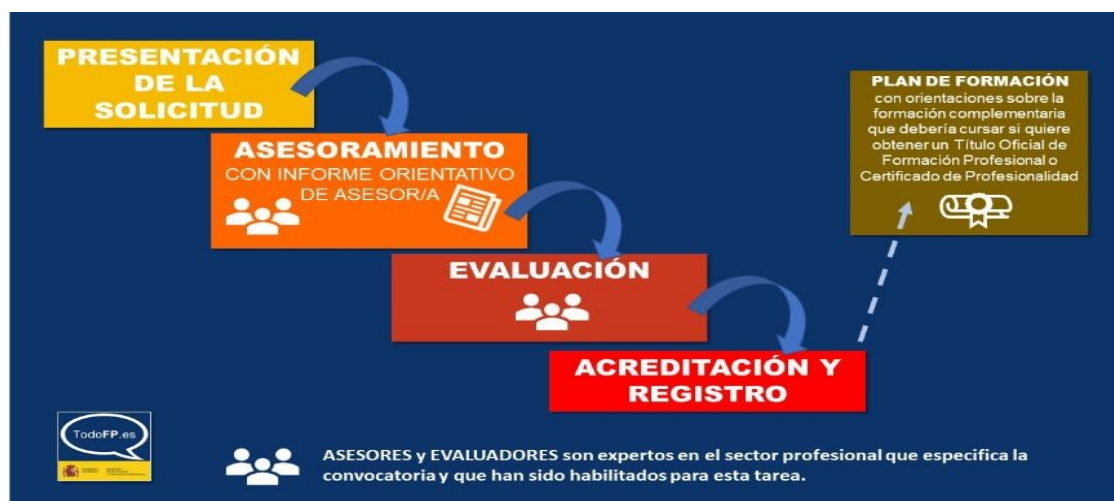 PRESENTACIÓN
DE LA
SOLICITUD
ASESORAMIENTO
CON INFORME ORIENTATIVO
DE ASESOR/A
EVALUACIÓN
ACREDITACIÓN Y
REGISTRO
PLAN DE FORMACIÓN
con orientaciones sobre la
formación complementaria
que debería cursar si quiere
obtener un Título Oficial de
Formación Profesional o
Certificado de Profesionalidad
TodoFP.es
ASESORES y EVALUADORES son expertos en el sector profesional que especifica la
convocatoria y que han sido habilitados para esta tarea.